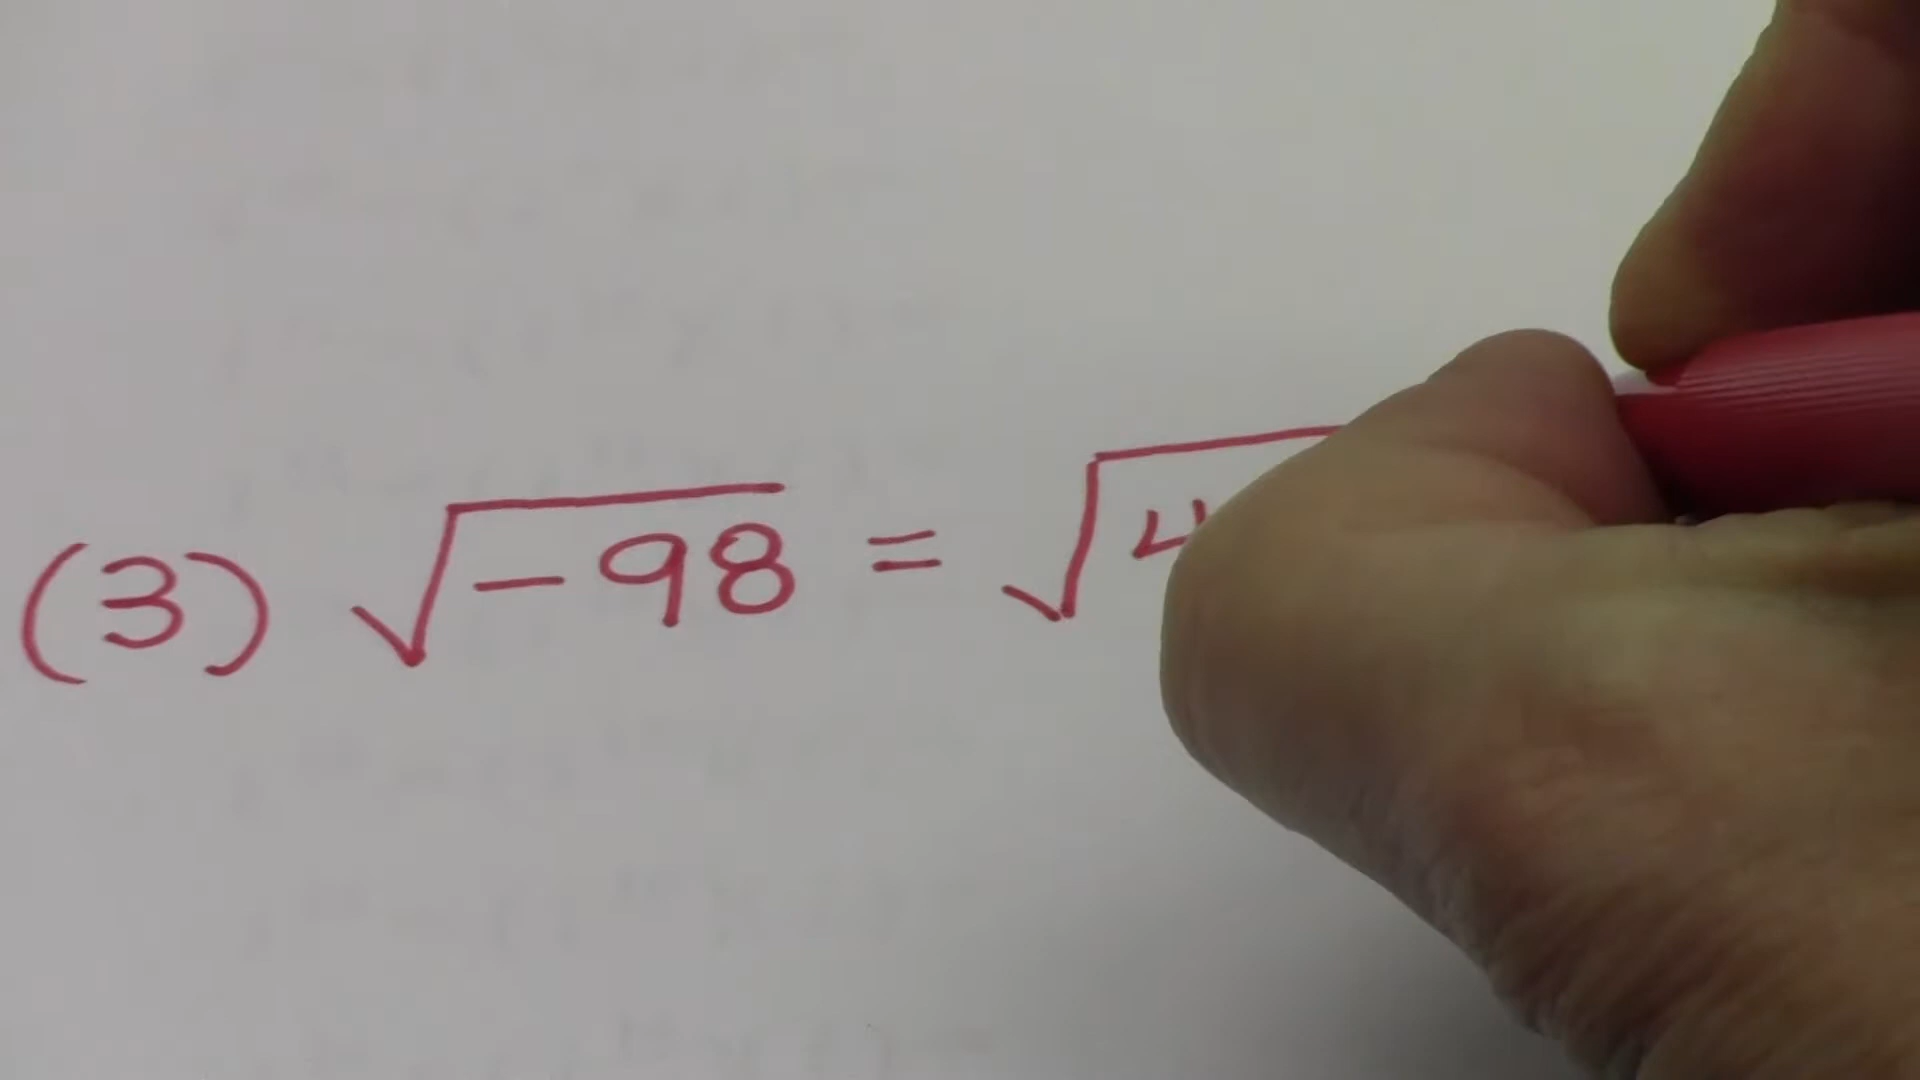 (3) √-98 = √4